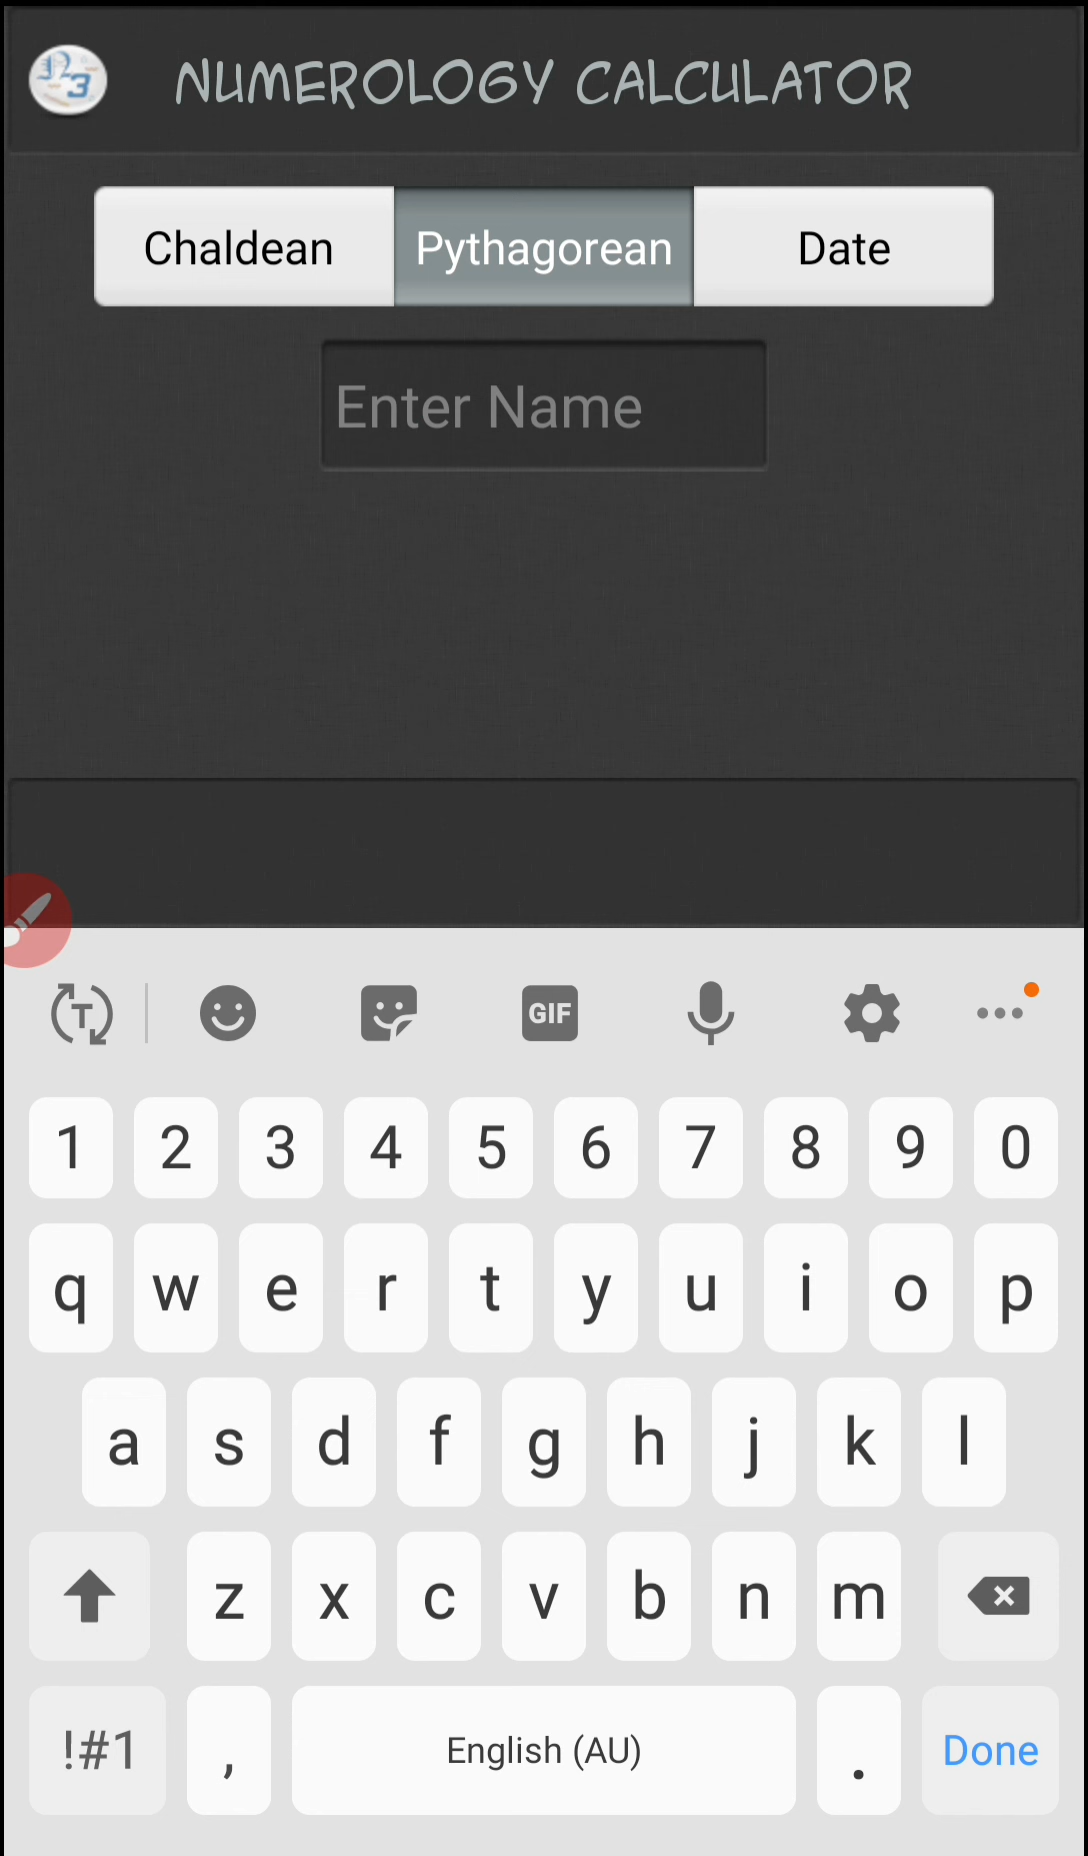 NUMEROLOGY CALCULATOR
Chaldean Pythagorean Date
Enter Name
T GIF
1 2 3 4 5 6 7 8 9 0
q w e r t y u i o p
a s d f g h j k l
z x c v b n m
!#1 , English (AU) . Done